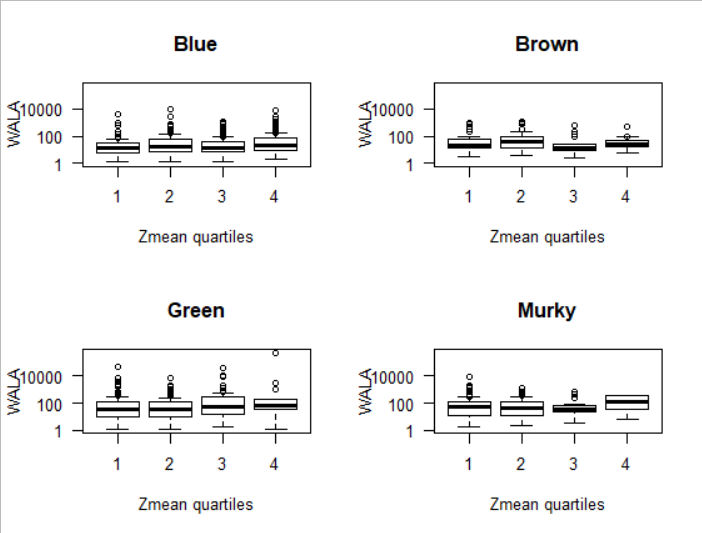 Blue
WALA
10000
100
1
1 2 3 4
Zmean quartiles
Brown
WALA
10000
100
1
1 2 3 4
Zmean quartiles
Green
WALA
10000
100
1
1 2 3 4
Zmean quartiles
Murky
WALA
10000
100
1
1 2 3 4
Zmean quartiles